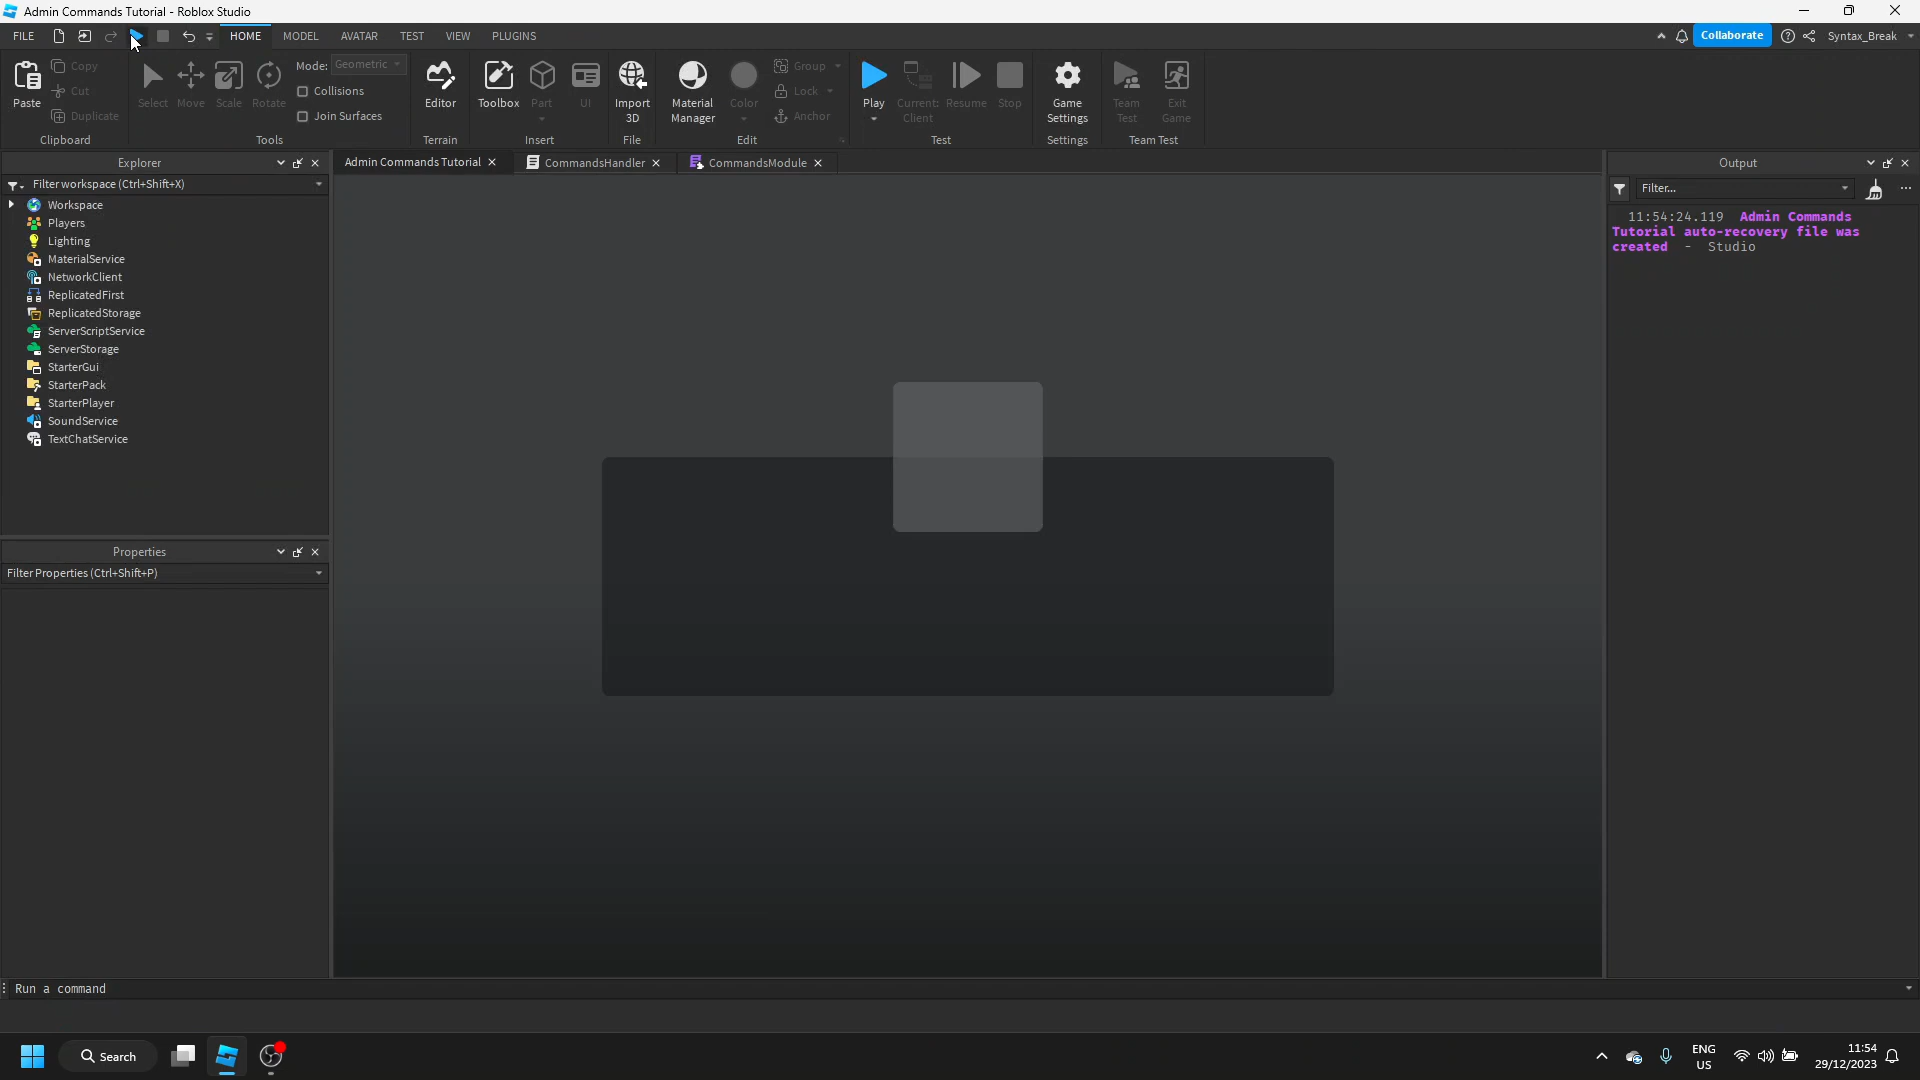 Admin Commands Tutorial - Roblox Studio
FILE
HOME
MODEL
AVATAR
TEST
VIEW
PLUGINS
Collaborate
Syntax_Break
Paste
Copy
Cut
Duplicate
Clipboard
Select
Move
Scale
Rotate
Mode: Geometric
Collisions
Join Surfaces
Tools
Editor
Terrain
Toolbox
Part
UI
Insert
Import
3D
File
Material
Manager
Color
Group
Lock
Anchor
Edit
Play
Current:
Client
Resume
Stop
Test
Game
Settings
Settings
Team
Test
Exit
Game
Team Test
Explorer
Filter workspace (Ctrl+Shift+X)
Workspace
Players
Lighting
MaterialService
NetworkClient
ReplicatedFirst
ReplicatedStorage
ServerScriptService
ServerStorage
StarterGui
StarterPack
StarterPlayer
SoundService
TextChatService
Properties
Filter Properties (Ctrl+Shift+P)
Admin Commands Tutorial
CommandsHandler
CommandsModule
Output
Filter...
11:54:24.119 Admin Commands
Tutorial auto-recovery file was
created - Studio
Run a command
Search
ENG
US
11:54
29/12/2023